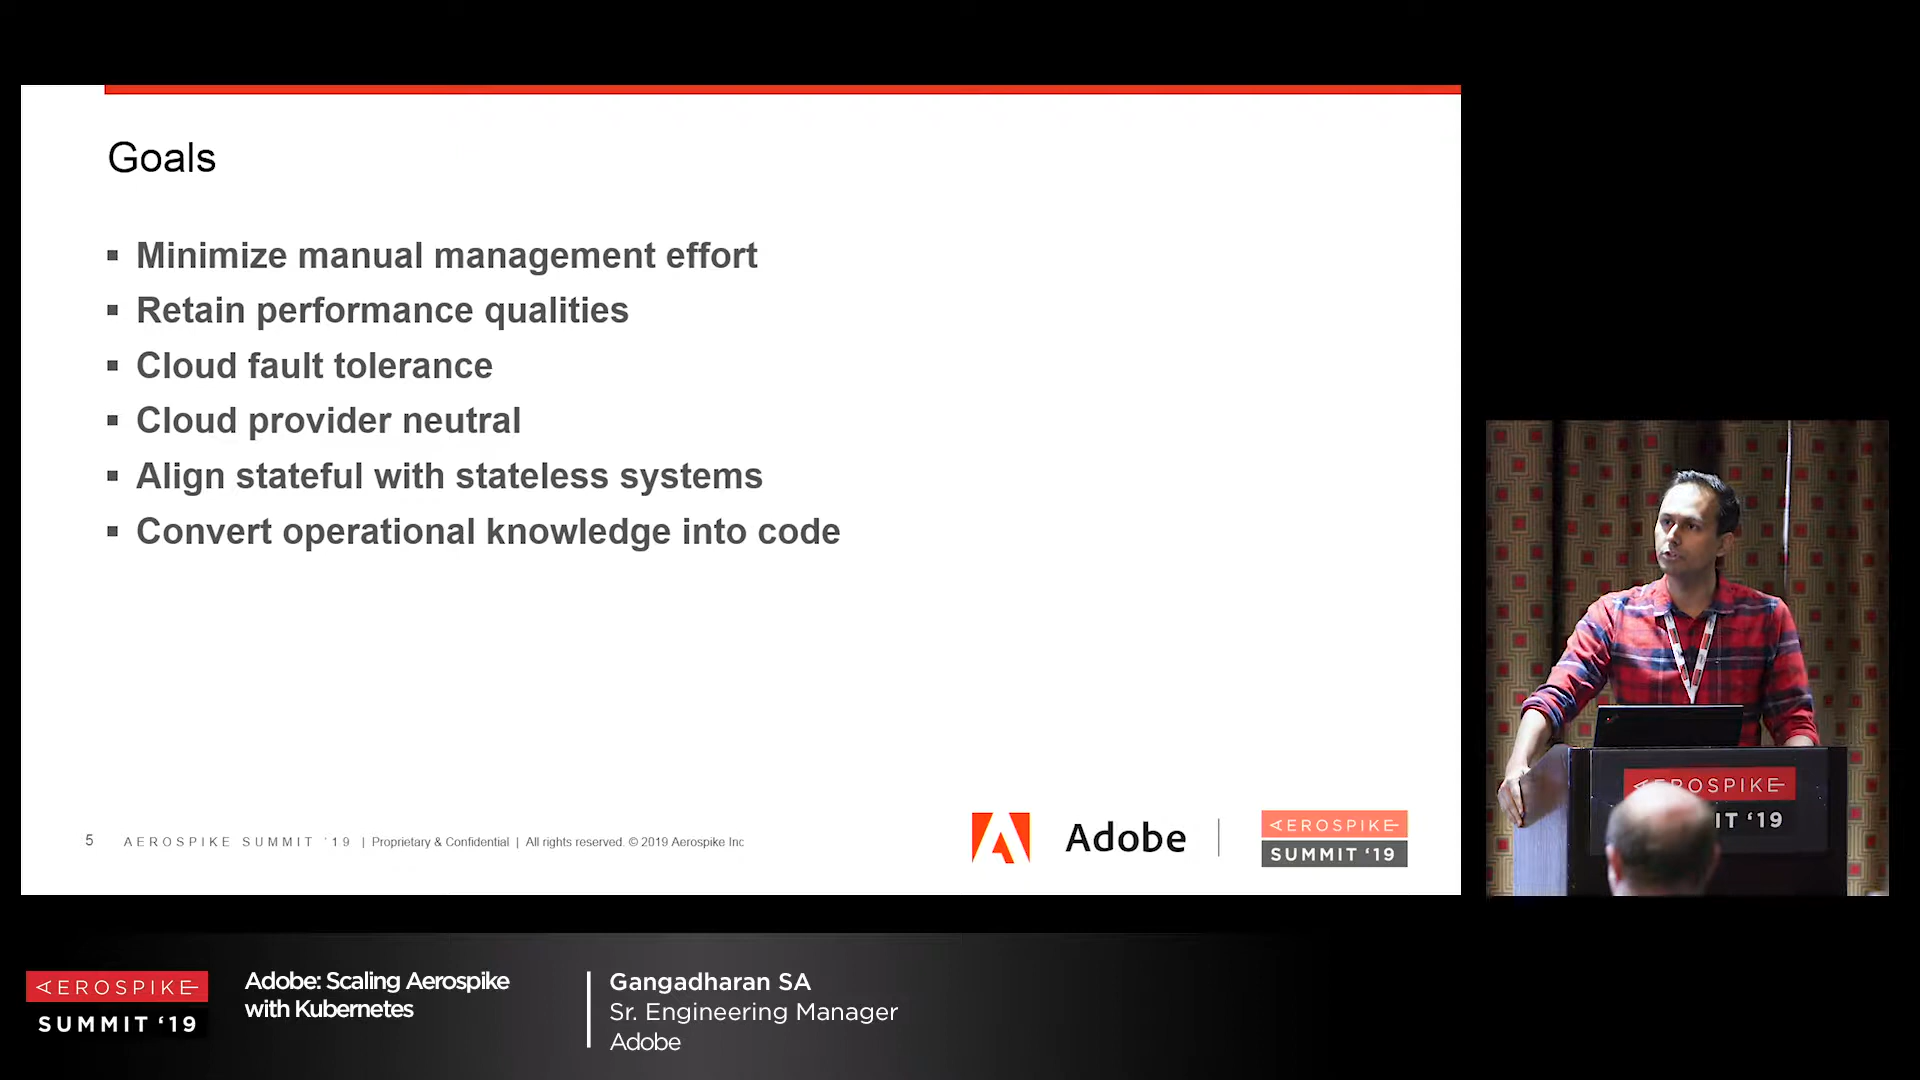 Goals
▪ Minimize manual management effort
▪ Retain performance qualities
▪ Cloud fault tolerance
▪ Cloud provider neutral
▪ Align stateful with stateless systems
▪ Convert operational knowledge into code
5 AEROSPIKE SUMMIT '19 | Proprietary & Confidential | All rights reserved. © 2019 Aerospike Inc
Adobe
AEROSPIKE
SUMMIT ‘19
AEROSPIKE
‘19
AEROSPIKE
SUMMIT ‘19
Adobe: Scaling Aerospike
with Kubernetes
Gangadharan SA
Sr. Engineering Manager
Adobe